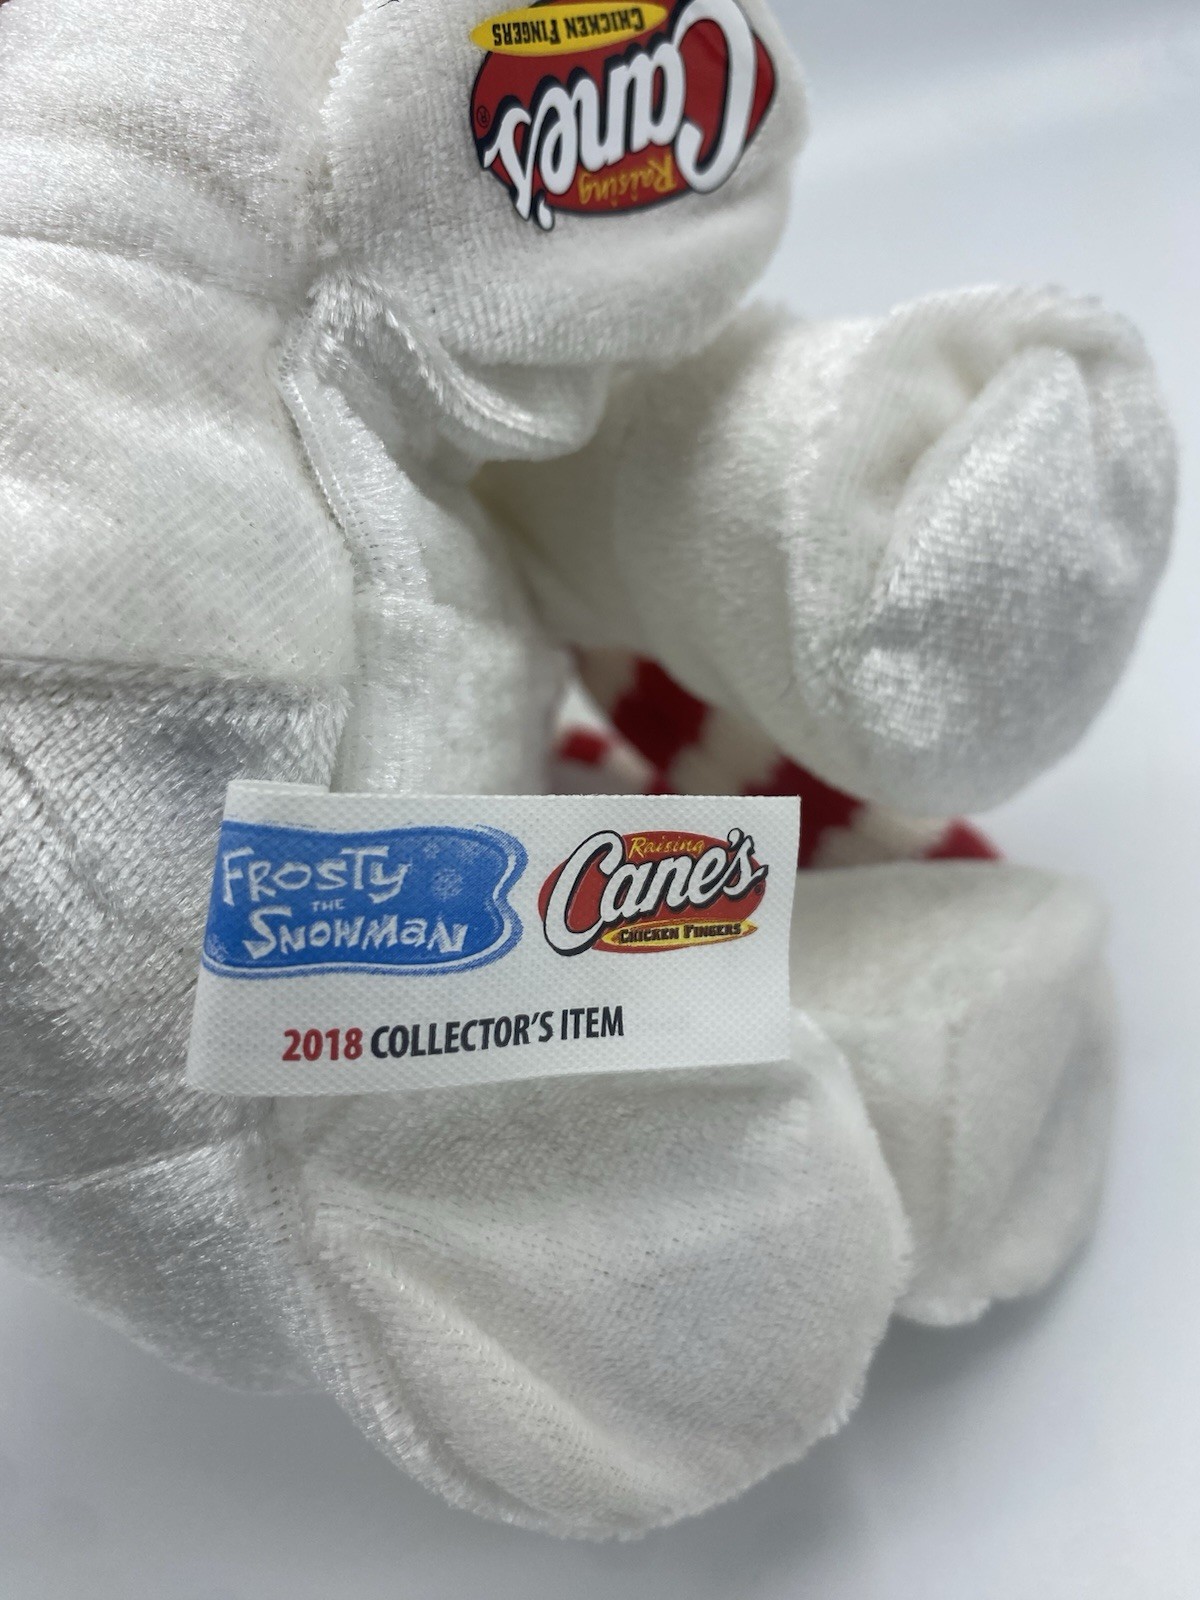 Raising
Cane's®
CHICKEN FINGERS
FROSTY
THE
SNOWMAN
Raising
Cane's
CHICKEN FINGERS
2018 COLLECTOR'S ITEM